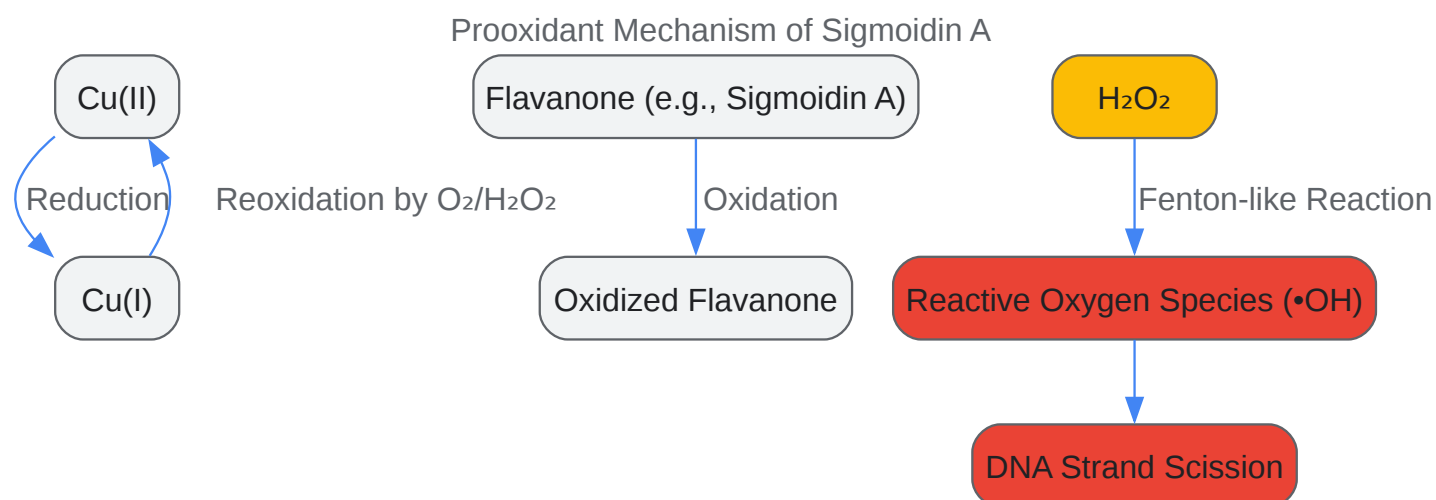 Prooxidant Mechanism of Sigmoidin A
Cu(II)
Flavanone (e.g., Sigmoidin A)
H₂O₂
Reduction
Reoxidation by O₂/H₂O₂
Oxidation
Fenton-like Reaction
Cu(I)
Oxidized Flavanone
Reactive Oxygen Species (•OH)
DNA Strand Scission